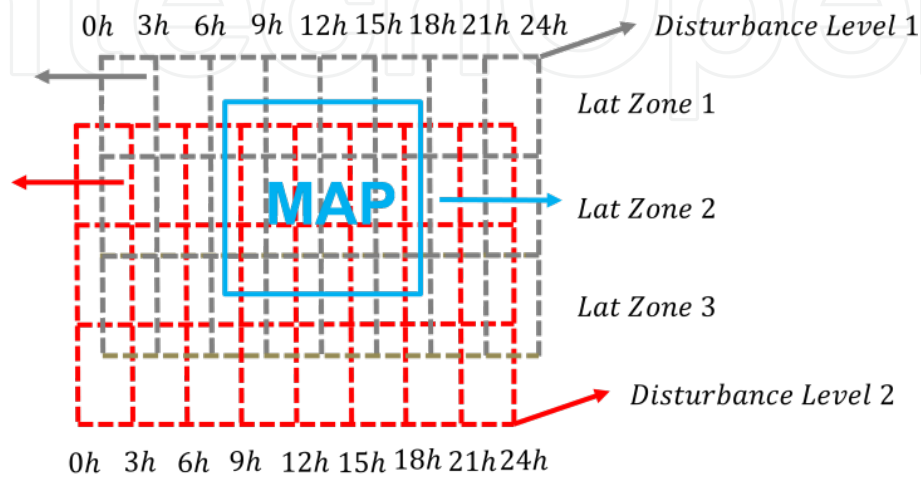 0h 3h 6h 9h 12h 15h 18h 21h 24h
Disturbance Level 1
Lat Zone 1
MAP
Lat Zone 2
Lat Zone 3
Disturbance Level 2
0h 3h 6h 9h 12h 15h 18h 21h 24h